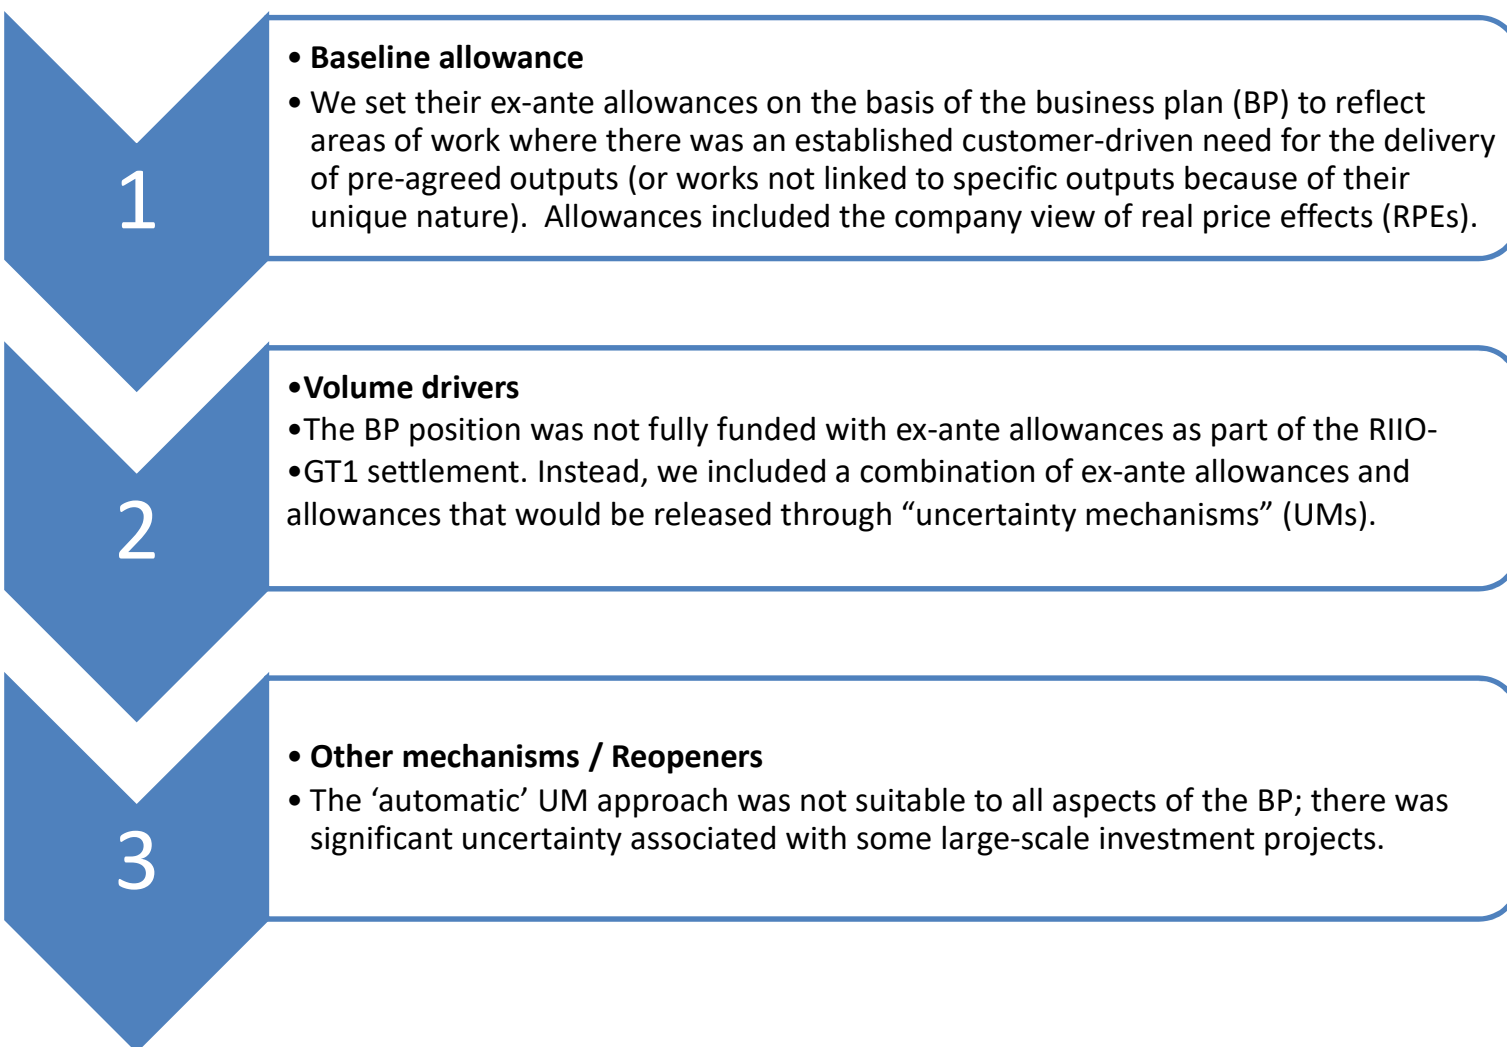 1
• Baseline allowance
• We set their ex-ante allowances on the basis of the business plan (BP) to reflect
areas of work where there was an established customer-driven need for the delivery
of pre-agreed outputs (or works not linked to specific outputs because of their
unique nature).  Allowances included the company view of real price effects (RPEs).
2
•Volume drivers
•The BP position was not fully funded with ex-ante allowances as part of the RIIO-
•GT1 settlement. Instead, we included a combination of ex-ante allowances and
allowances that would be released through “uncertainty mechanisms” (UMs).
3
• Other mechanisms / Reopeners
• The ‘automatic’ UM approach was not suitable to all aspects of the BP; there was
significant uncertainty associated with some large-scale investment projects.